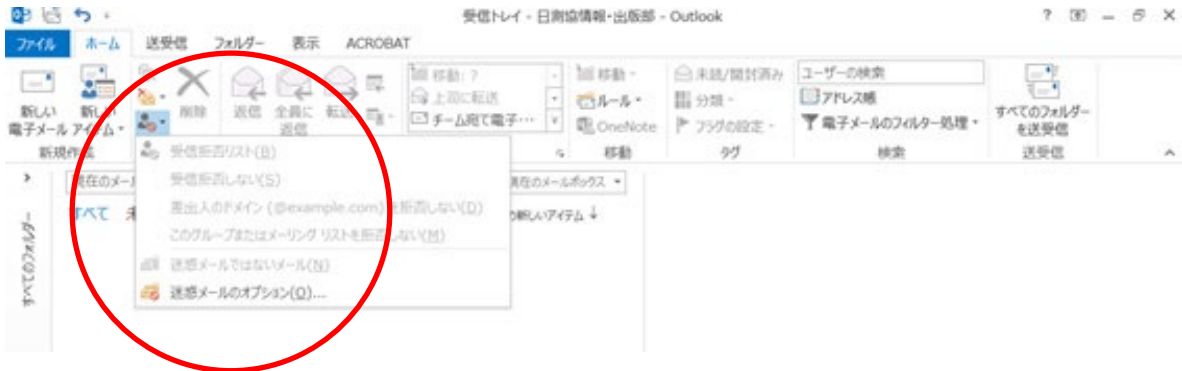 受信トレイ - 日測協情報・出版部 - Outlook
ファイル ホーム 送受信 フォルダー 表示 ACROBAT
新しい電子メール
新しいアイテム
削除
返信
全員に返信
転送
移動: ?
上司に転送
チーム宛て電子…
移動
ルール
OneNote
未読/開封済み
分類
フラグの設定
ユーザーの検索
アドレス帳
電子メールのフィルター処理
すべてのフォルダーを送受信
移動
タグ
検索
送受信
現在のメールボックス
すべて
受信拒否リスト(B)
受信拒否しない(S)
差出人のドメイン (@example.com) を拒否しない(D)
このグループまたはメーリング リストを拒否しない(M)
迷惑メールではないメール(N)
迷惑メールのオプション(O)...
の新しいアイテム ↓
すべてのフォルダー